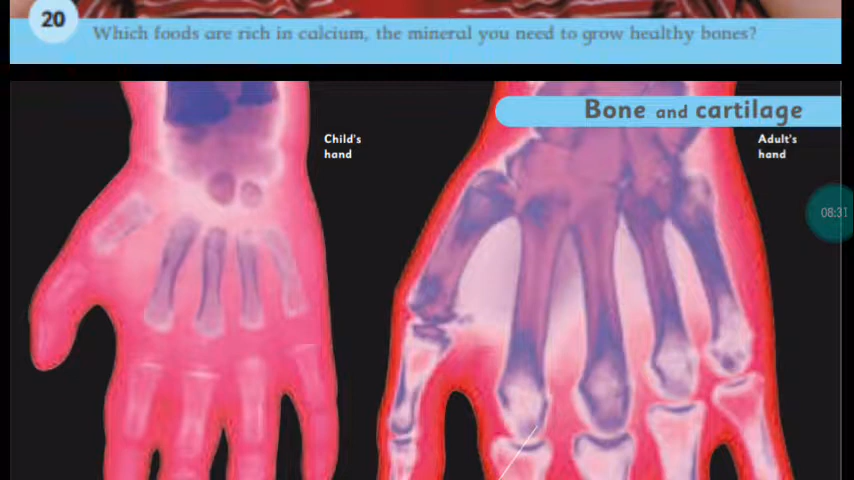 20
Which foods are rich in calcium, the mineral you need to grow healthy bones?
Bone and cartilage
Child's
hand
Adult's
hand
08:31